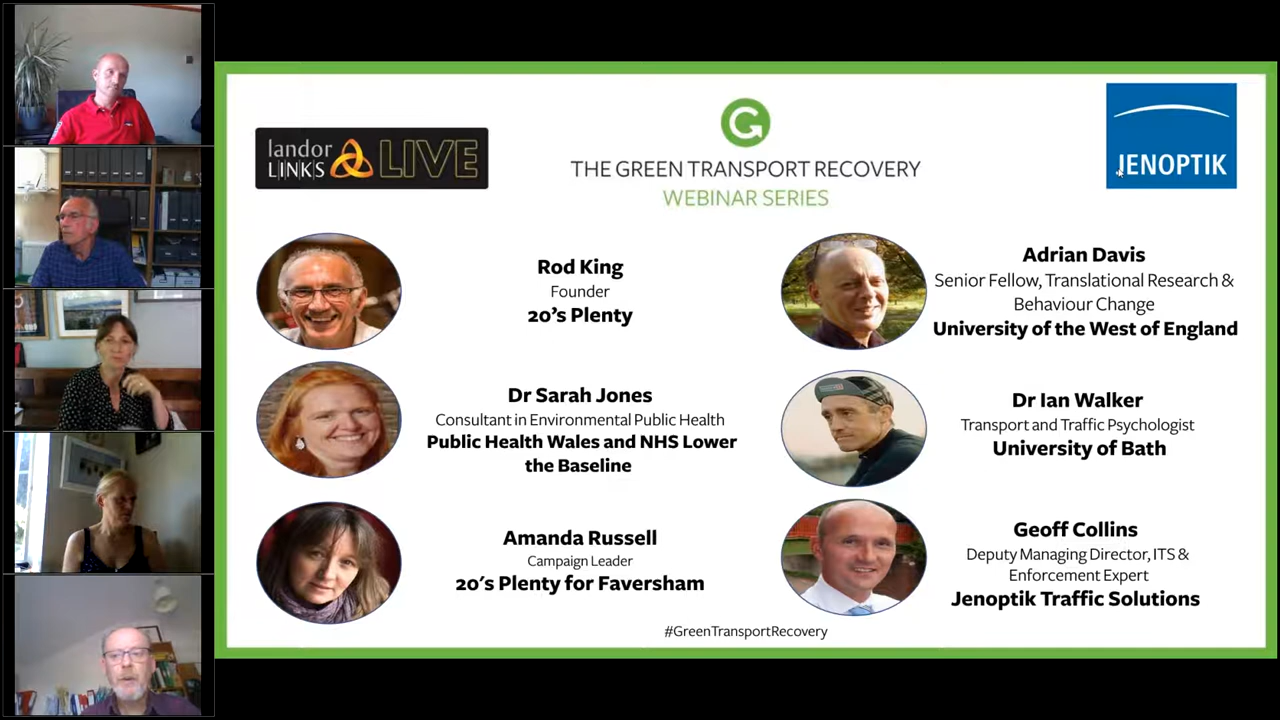 landor LINKS LIVE
G
THE GREEN TRANSPORT RECOVERY
WEBINAR SERIES
JENOPTIK
Rod King
Founder
20's Plenty
Adrian Davis
Senior Fellow, Translational Research &
Behaviour Change
University of the West of England
Dr Sarah Jones
Consultant in Environmental Public Health
Public Health Wales and NHS Lower
the Baseline
Dr Ian Walker
Transport and Traffic Psychologist
University of Bath
Amanda Russell
Campaign Leader
20's Plenty for Faversham
Geoff Collins
Deputy Managing Director, ITS &
Enforcement Expert
Jenoptik Traffic Solutions
#GreenTransportRecovery